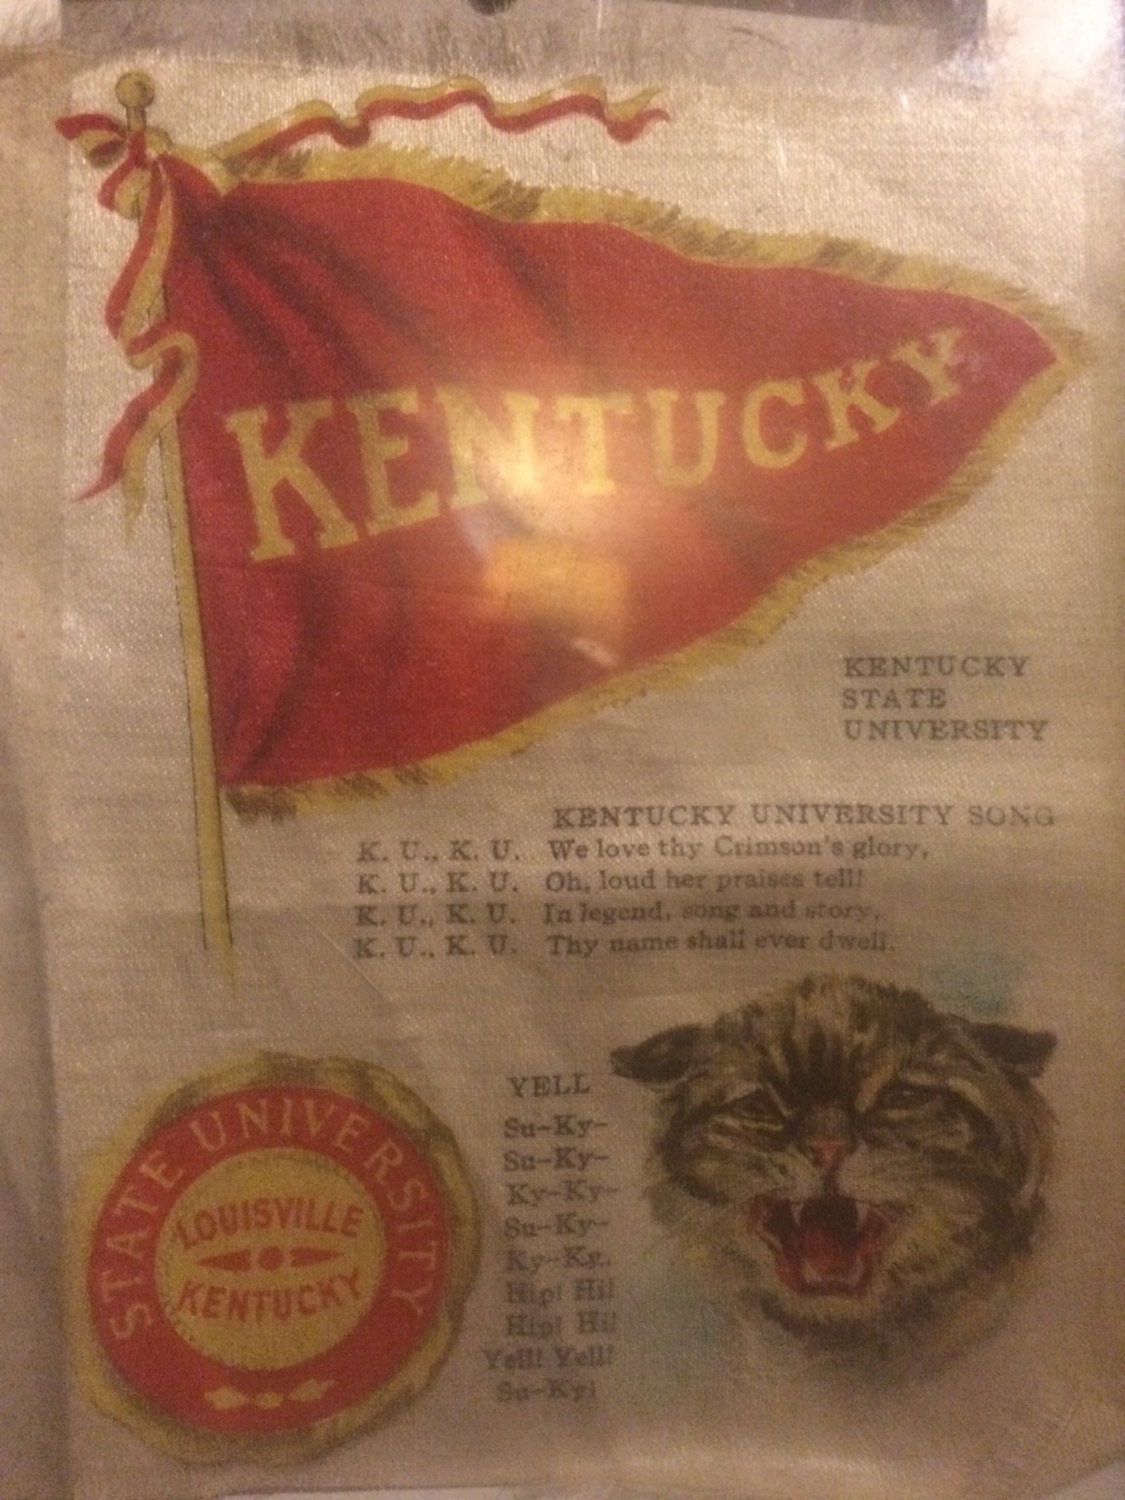 KENTUCKY
KENTUCKY
STATE
UNIVERSITY
KENTUCKY UNIVERSITY SONG
K. U., K. U. We love thy Crimson's glory,
K. U., K. U. Oh, loud her praises tell!
K. U., K. U. In legend, song and story,
K. U., K. U. Thy name shall ever dwell.
YELL
Su-Ky-
Su-Ky-
Ky-Ky-
Su-Ky-
Ky-Ky.
Hip! Hi!
Hip! Hi!
Yell! Yell!
Su-Ky!
STATE UNIVERSITY
LOUISVILLE
KENTUCKY